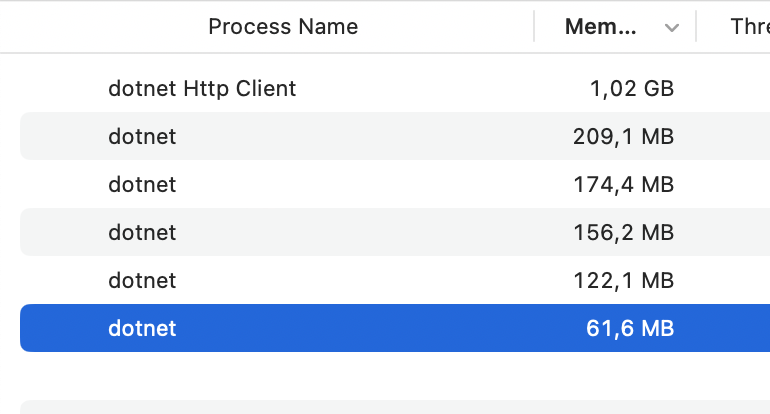 Process Name Mem... Thre
dotnet Http Client 1,02 GB
dotnet 209,1 MB
dotnet 174,4 MB
dotnet 156,2 MB
dotnet 122,1 MB
dotnet 61,6 MB